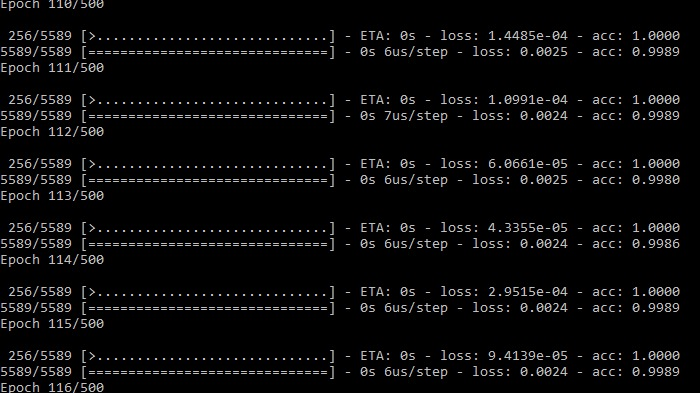 Epoch 110/500
256/5589 [>.............................] - ETA: 0s - loss: 1.4485e-04 - acc: 1.0000
5589/5589 [==============================] - 0s 6us/step - loss: 0.0025 - acc: 0.9989
Epoch 111/500
256/5589 [>.............................] - ETA: 0s - loss: 1.0991e-04 - acc: 1.0000
5589/5589 [==============================] - 0s 7us/step - loss: 0.0024 - acc: 0.9989
Epoch 112/500
256/5589 [>.............................] - ETA: 0s - loss: 6.0661e-05 - acc: 1.0000
5589/5589 [==============================] - 0s 6us/step - loss: 0.0025 - acc: 0.9980
Epoch 113/500
256/5589 [>.............................] - ETA: 0s - loss: 4.3355e-05 - acc: 1.0000
5589/5589 [==============================] - 0s 6us/step - loss: 0.0024 - acc: 0.9986
Epoch 114/500
256/5589 [>.............................] - ETA: 0s - loss: 2.9515e-04 - acc: 1.0000
5589/5589 [==============================] - 0s 6us/step - loss: 0.0024 - acc: 0.9989
Epoch 115/500
256/5589 [>.............................] - ETA: 0s - loss: 9.4139e-05 - acc: 1.0000
5589/5589 [==============================] - 0s 6us/step - loss: 0.0024 - acc: 0.9989
Epoch 116/500